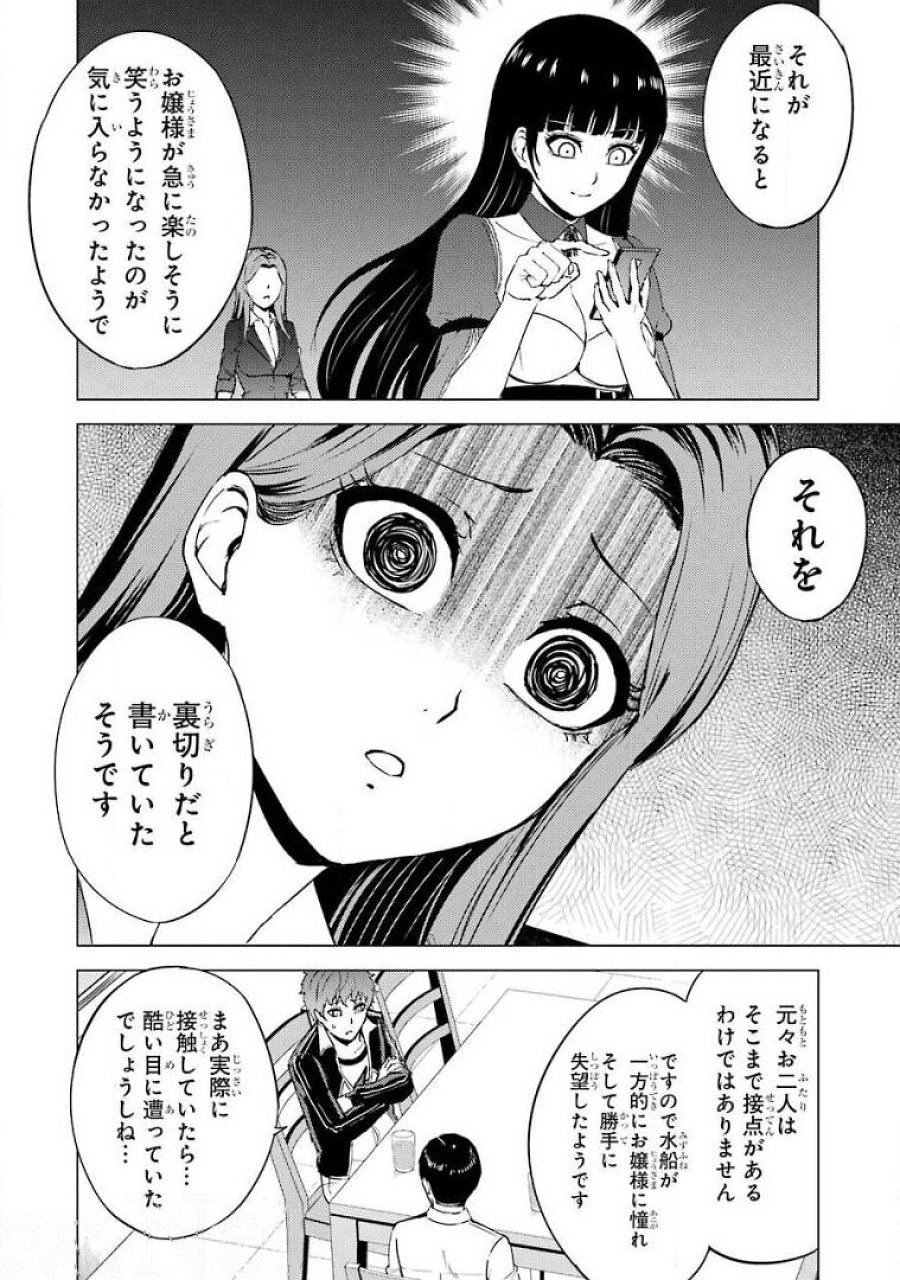 それが
最近になると
お嬢様が急に楽しそうに
笑うようになったのが
気に入らなかったようで
それを
裏切りだと
書いていた
そうです
元々お二人は
そこまで接点がある
わけではありません
ですので水船が
一方的にお嬢様に憧れ
そして勝手に
失望したようです
まあ実際に
接触していたら…
酷い目に遭っていた
でしょうしね…